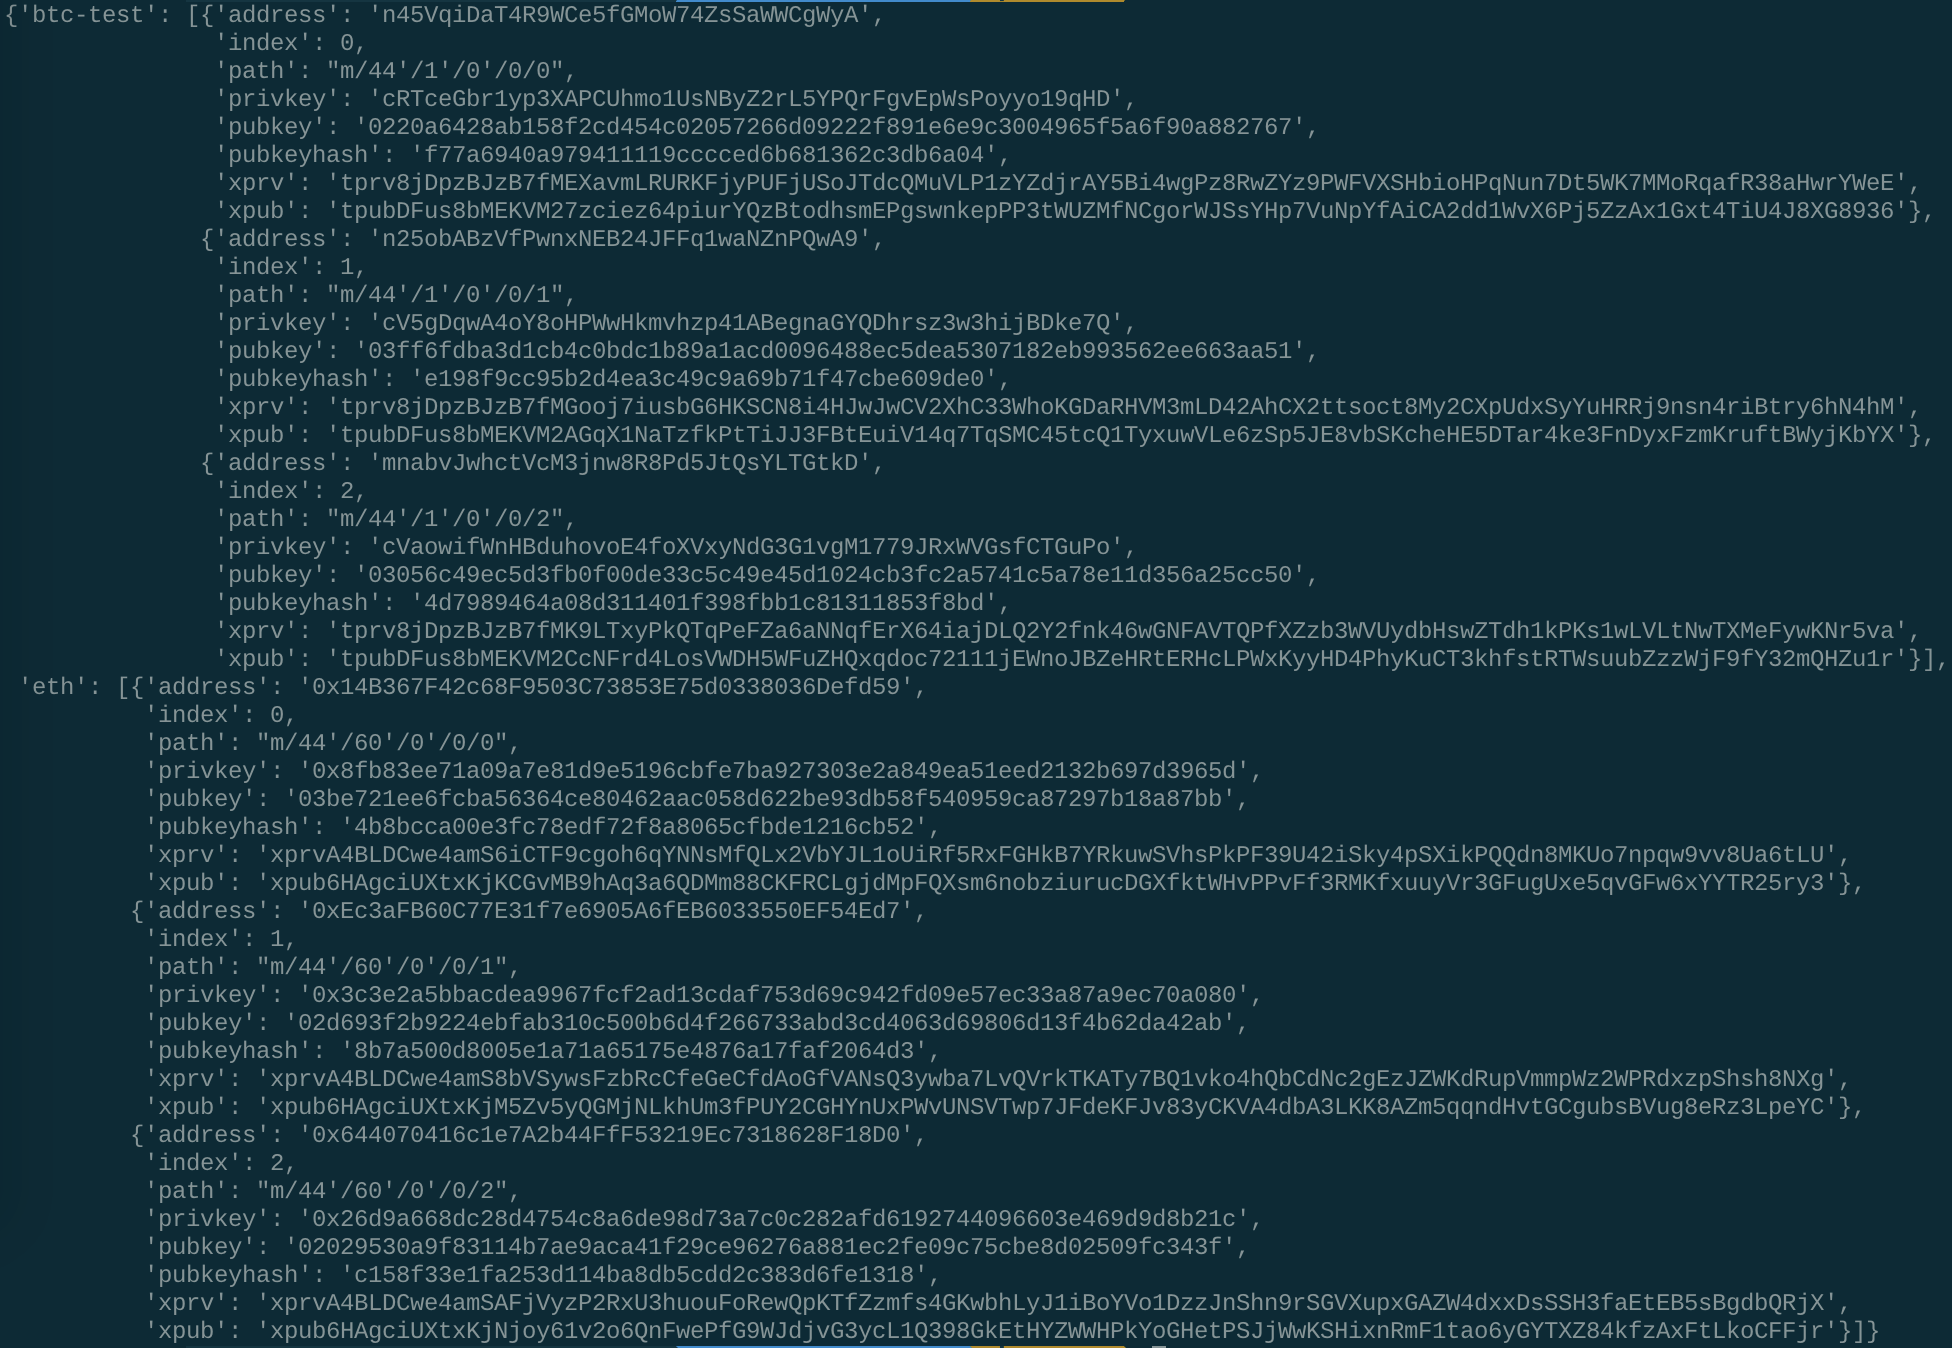 {'btc-test': [{'address': 'n45VqiDaT4R9WCe5fGMoW74ZsSaWWCgWyA',
'index': 0,
'path': "m/44'/1'/0'/0/0",
'privkey': 'cRTceGbr1yp3XAPCUhmo1UsNByZ2rL5YPQrFgvEpWsPoyyo19qHD',
'pubkey': '0220a6428ab158f2cd454c02057266d09222f891e6e9c3004965f5a6f90a882767',
'pubkeyhash': 'f77a6940a979411119cccced6b681362c3db6a04',
'xprv': 'tprv8jDpzBJzB7fMEXavmLRURKFjyPUFjUSoJTdcQMuVLP1zYZdjrAY5Bi4wgPz8RwZYz9PWFVXSHbioHPqNun7Dt5WK7MMoRqafR38aHwrYWeE',
'xpub': 'tpubDFus8bMEKVM27zciez64piurYQzBtodhsmEPgswnkepPP3tWUZMfNCgorWJSsYHp7VuNpYfAiCA2dd1WvX6Pj5ZzAx1Gxt4TiU4J8XG8936'},
{'address': 'n25obABzVfPwnxNEB24JFFq1waNZnPQwA9',
'index': 1,
'path': "m/44'/1'/0'/0/1",
'privkey': 'cV5gDqwA4oY8oHPWwHkmvhzp41ABegnaGYQDhrsz3w3hijBDke7Q',
'pubkey': '03ff6fdba3d1cb4c0bdc1b89a1acd0096488ec5dea5307182eb993562ee663aa51',
'pubkeyhash': 'e198f9cc95b2d4ea3c49c9a69b71f47cbe609de0',
'xprv': 'tprv8jDpzBJzB7fMGooj7iusbG6HKSCN8i4HJwJwCV2XhC33WhoKGDaRHVM3mLD42AhCX2ttsoct8My2CXpUdxSyYuHRRj9nsn4riBtry6hN4hM',
'xpub': 'tpubDFus8bMEKVM2AGqX1NaTzfkPtTiJJ3FBtEuiV14q7TqSMC45tcQ1TyxuwVLe6zSp5JE8vbSKcheHE5DTar4ke3FnDyxFzmKruftBWyjKbYX'},
{'address': 'mnabvJwhctVcM3jnw8R8Pd5JtQsYLTGtkD',
'index': 2,
'path': "m/44'/1'/0'/0/2",
'privkey': 'cVaowifWnHBduhovoE4foXVxyNdG3G1vgM1779JRxWVGsfCTGuPo',
'pubkey': '03056c49ec5d3fb0f00de33c5c49e45d1024cb3fc2a5741c5a78e11d356a25cc50',
'pubkeyhash': '4d7989464a08d311401f398fbb1c81311853f8bd',
'xprv': 'tprv8jDpzBJzB7fMK9LTxyPkQTqPeFZa6aNNqfErX64iajDLQ2Y2fnk46wGNFAVTQPfXZzb3WVUydbHswZTdh1kPKs1wLVLtNwTXMeFywKNr5va',
'xpub': 'tpubDFus8bMEKVM2CcNFrd4LosVWDH5WFuZHQxqdoc72111jEWnoJBZeHRtERHcLPWxKyyHD4PhyKuCT3khfstRTWsuubZzzWjF9fY32mQHZu1r'}],
'eth': [{'address': '0x14B367F42c68F9503C73853E75d0338036Defd59',
'index': 0,
'path': "m/44'/60'/0'/0/0",
'privkey': '0x8fb83ee71a09a7e81d9e5196cbfe7ba927303e2a849ea51eed2132b697d3965d',
'pubkey': '03be721ee6fcba56364ce80462aac058d622be93db58f540959ca87297b18a87bb',
'pubkeyhash': '4b8bcca00e3fc78edf72f8a8065cfbde1216cb52',
'xprv': 'xprvA4BLDCwe4amS6iCTF9cgoh6qYNNsMfQLx2VbYJL1oUiRf5RxFGHkB7YRkuwSVhsPkPF39U42iSky4pSXikPQQdn8MKUo7npqw9vv8Ua6tLU',
'xpub': 'xpub6HAgciUXtxKjKCGvMB9hAq3a6QDMm88CKFRCLgjdMpFQXsm6nobziurucDGXfktWHvPPvFf3RMKfxuuyVr3GFugUxe5qvGFw6xYYTR25ry3'},
{'address': '0xEc3aFB60C77E31f7e6905A6fEB6033550EF54Ed7',
'index': 1,
'path': "m/44'/60'/0'/0/1",
'privkey': '0x3c3e2a5bbacdea9967fcf2ad13cdaf753d69c942fd09e57ec33a87a9ec70a080',
'pubkey': '02d693f2b9224ebfab310c500b6d4f266733abd3cd4063d69806d13f4b62da42ab',
'pubkeyhash': '8b7a500d8005e1a71a65175e4876a17faf2064d3',
'xprv': 'xprvA4BLDCwe4amS8bVSywsFzbRcCfeGeCfdAoGfVANsQ3ywba7LvQVrkTKATy7BQ1vko4hQbCdNc2gEzJZWKdRupVmmpWz2WPRdxzpShsh8NXg',
'xpub': 'xpub6HAgciUXtxKjM5Zv5yQGMjNLkhUm3fPUY2CGHYnUxPWvUNSVTwp7JFdeKFJv83yCKVA4dbA3LKK8AZm5qqndHvtGCgubsBVug8eRz3LpeYC'},
{'address': '0x644070416c1e7A2b44FfF53219Ec7318628F18D0',
'index': 2,
'path': "m/44'/60'/0'/0/2",
'privkey': '0x26d9a668dc28d4754c8a6de98d73a7c0c282afd6192744096603e469d9d8b21c',
'pubkey': '02029530a9f83114b7ae9aca41f29ce96276a881ec2fe09c75cbe8d02509fc343f',
'pubkeyhash': 'c158f33e1fa253d114ba8db5cdd2c383d6fe1318',
'xprv': 'xprvA4BLDCwe4amSAFjVyzP2RxU3huouFoRewQpKTfZzmfs4GKwbhLyJ1iBoYVo1DzzJnShn9rSGVXupxGAZW4dxxDsSSH3faEtEB5sBgdbQRjX',
'xpub': 'xpub6HAgciUXtxKjNjoy61v2o6QnFwePfG9WJdjvG3ycL1Q398GkEtHYZWWHPkYoGHetPSJjWwKSHixnRmF1tao6yGYTXZ84kfzAxFtLkoCFFjr'}]}